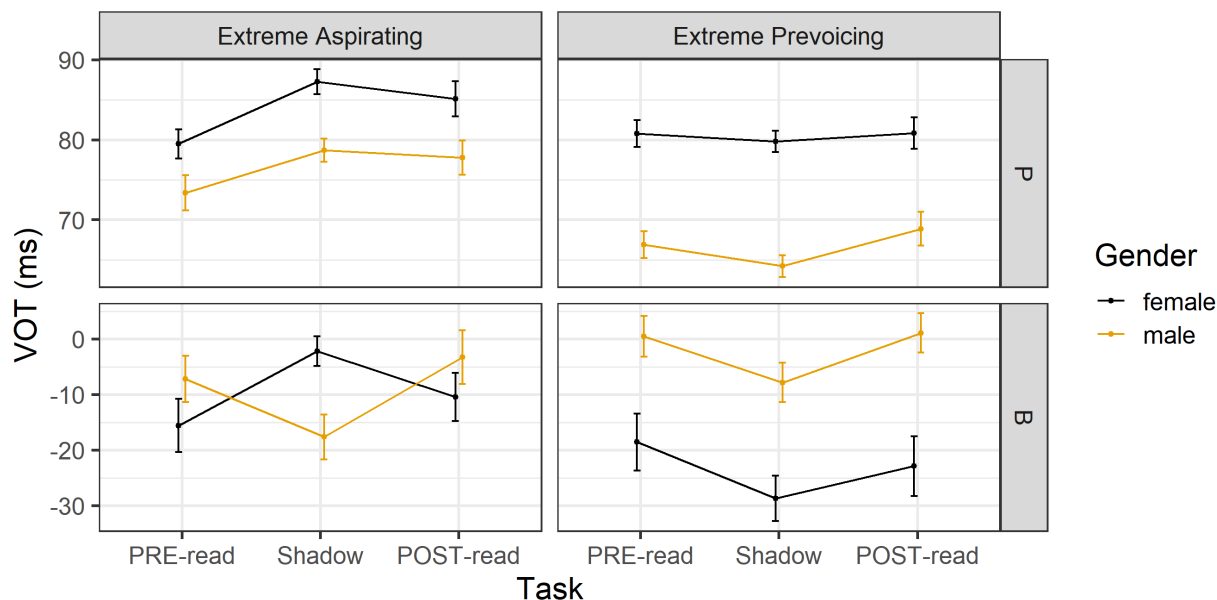 Extreme Aspirating
Extreme Prevoicing
90
80
70
P
0
-10
-20
-30
B
VOT (ms)
PRE-read
Shadow
POST-read
PRE-read
Shadow
POST-read
Task
Gender
female
male